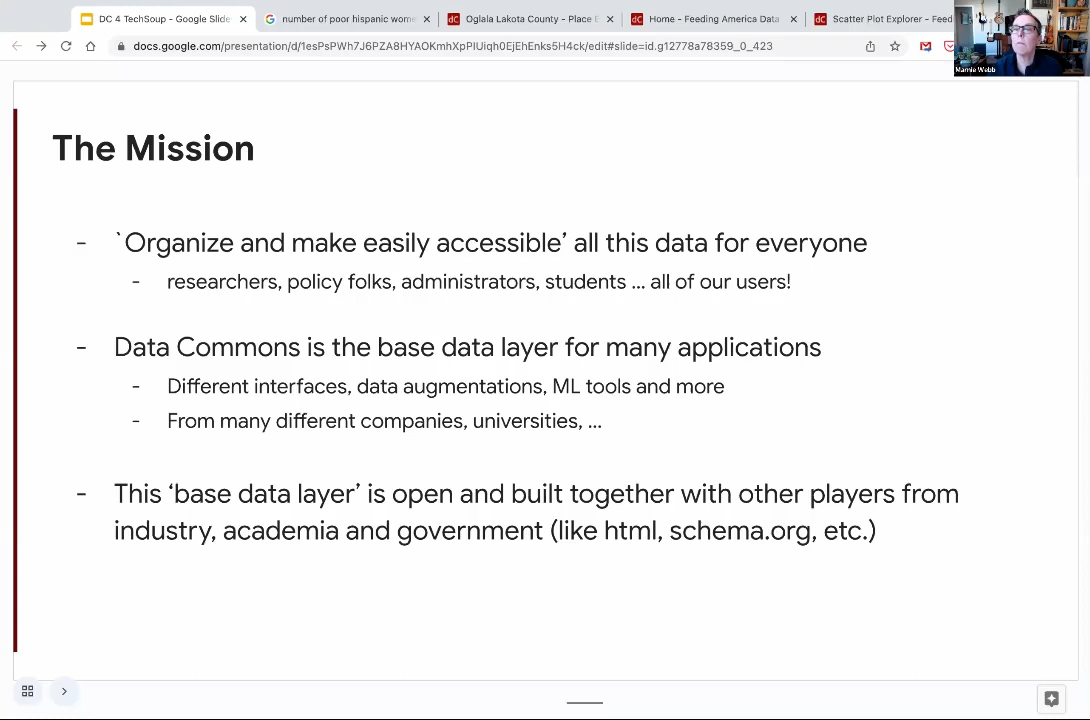 DC 4 TechSoup - Google Slide
number of poor hispanic wome
Oglala Lakota County - Place E
Home - Feeding America Data
Scatter Plot Explorer - Feed
docs.google.com/presentation/d/1esPsPWh7J6PZA8HYAOKmhXpPIUiqh0EjEhEnks5H4ck/edit#slide=id.g12778a78359_0_423
Marnie Webb
The Mission
- `Organize and make easily accessible’ all this data for everyone
- researchers, policy folks, administrators, students ... all of our users!
- Data Commons is the base data layer for many applications
- Different interfaces, data augmentations, ML tools and more
- From many different companies, universities, ...
- This ‘base data layer’ is open and built together with other players from
industry, academia and government (like html, schema.org, etc.)